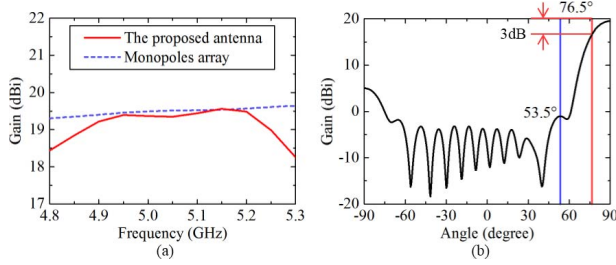 22
21
20
19
18
17
Gain (dBi)
The proposed antenna
Monopoles array
4.8 4.9 5.0 5.1 5.2 5.3
Frequency (GHz)
(a)
20
10
0
-10
-20
Gain (dBi)
76.5°
3dB
53.5°
-90 -60 -30 0 30 60 90
Angle (degree)
(b)